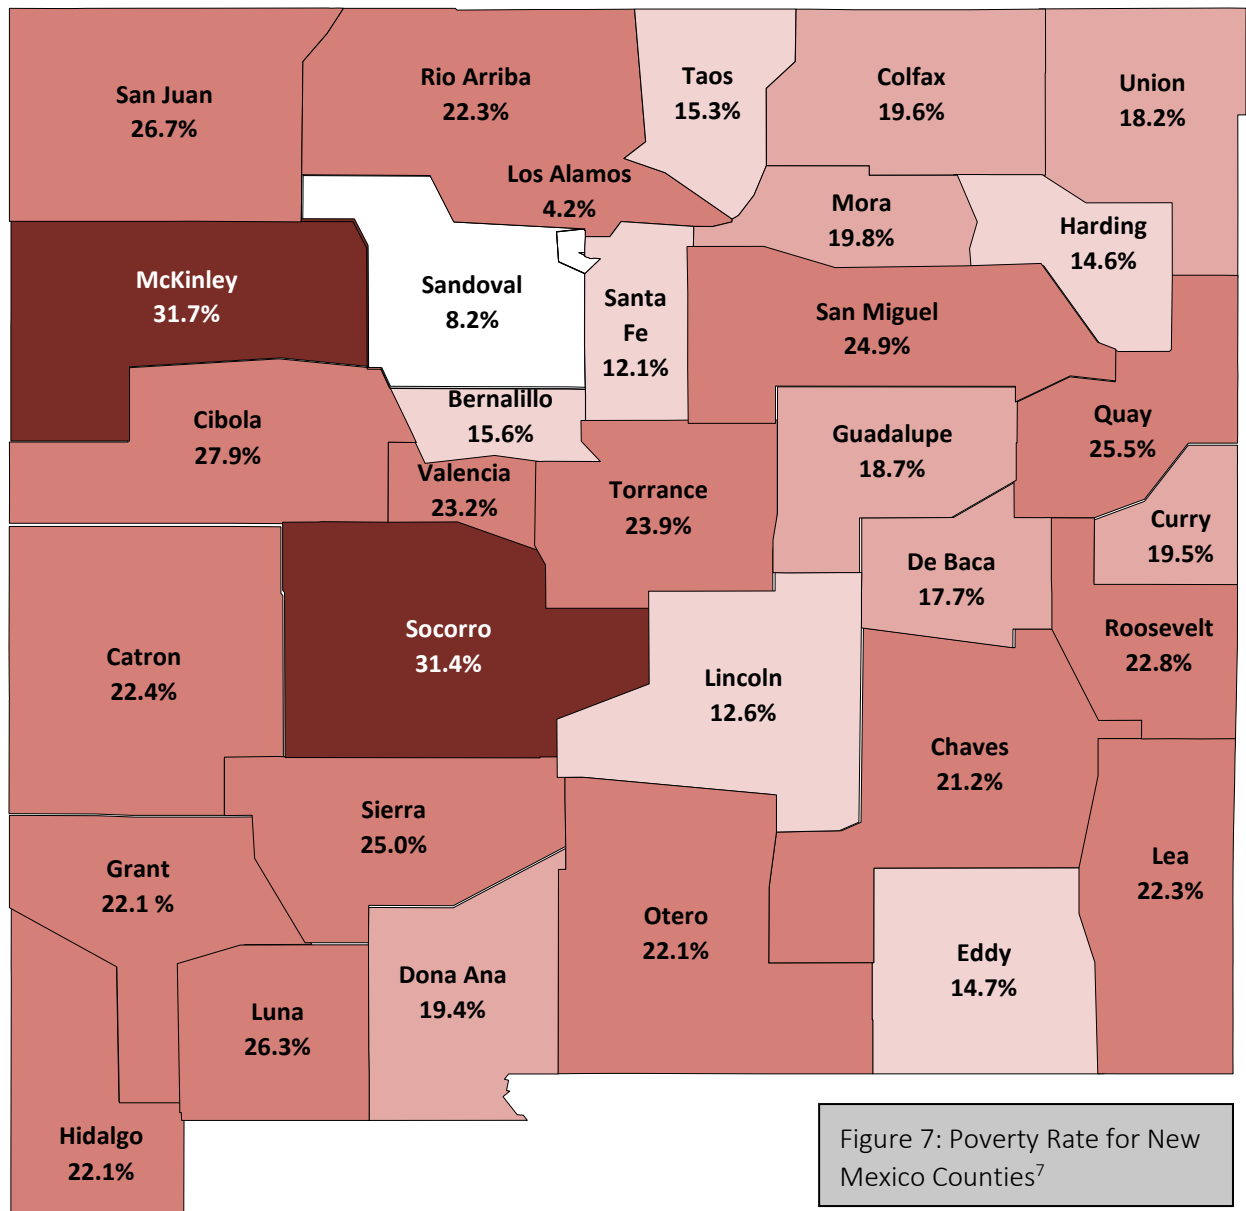 San Juan
26.7%
Rio Arriba
22.3%
Taos
15.3%
Colfax
19.6%
Union
18.2%
Los Alamos
4.2%
Mora
19.8%
Harding
14.6%
McKinley
31.7%
Sandoval
8.2%
Santa
Fe
12.1%
San Miguel
24.9%
Cibola
27.9%
Bernalillo
15.6%
Guadalupe
18.7%
Quay
25.5%
Valencia
23.2%
Torrance
23.9%
Curry
19.5%
De Baca
17.7%
Catron
22.4%
Socorro
31.4%
Lincoln
12.6%
Roosevelt
22.8%
Chaves
21.2%
Sierra
25.0%
Grant
22.1 %
Lea
22.3%
Otero
22.1%
Eddy
14.7%
Dona Ana
19.4%
Luna
26.3%
Hidalgo
22.1%
Figure 7: Poverty Rate for New
Mexico Counties⁷